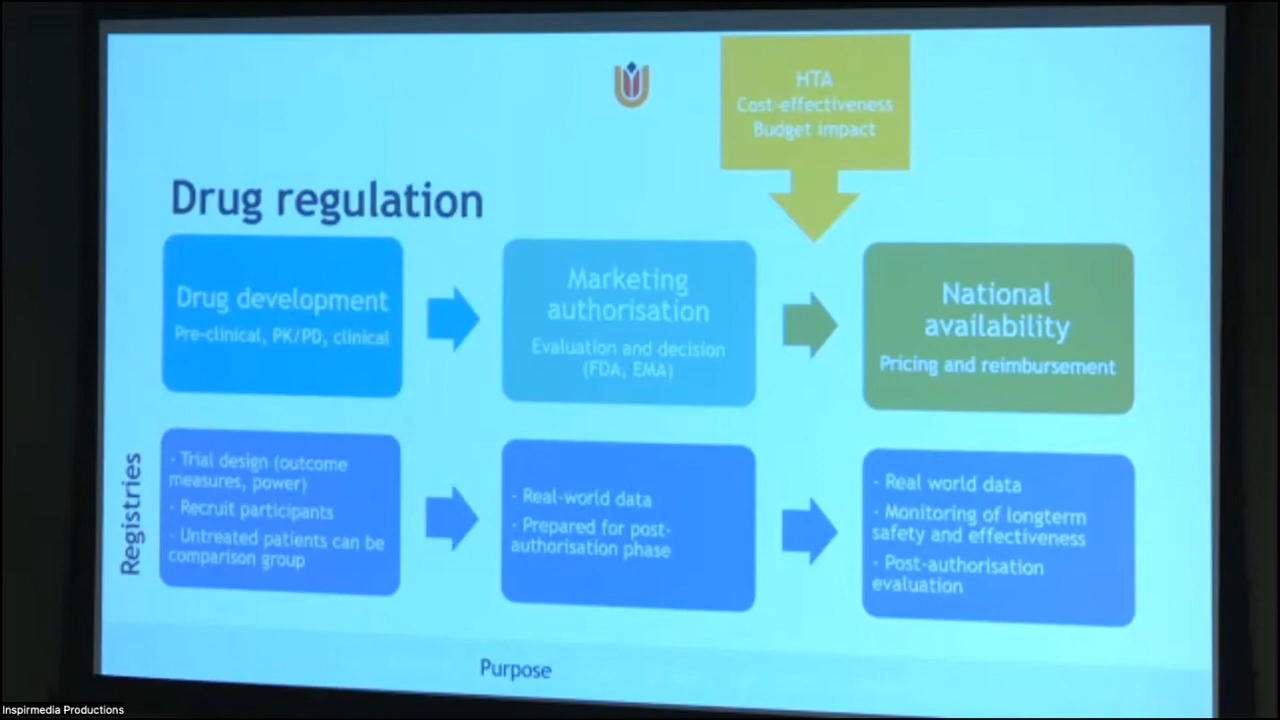 HTA
Cost-effectiveness
Budget impact
Drug regulation
Drug development
Pre-clinical, PK/PD, clinical
Marketing
authorisation
Evaluation and decision
(FDA, EMA)
National
availability
Pricing and reimbursement
Registries
- Trial design (outcome
measures, power)
- Recruit participants
- Untreated patients can be
comparison group
- Real-world data
- Prepared for post-
authorisation phase
- Real world data
- Monitoring of longterm
safety and effectiveness
- Post-authorisation
evaluation
Purpose
Inspirmedia Productions